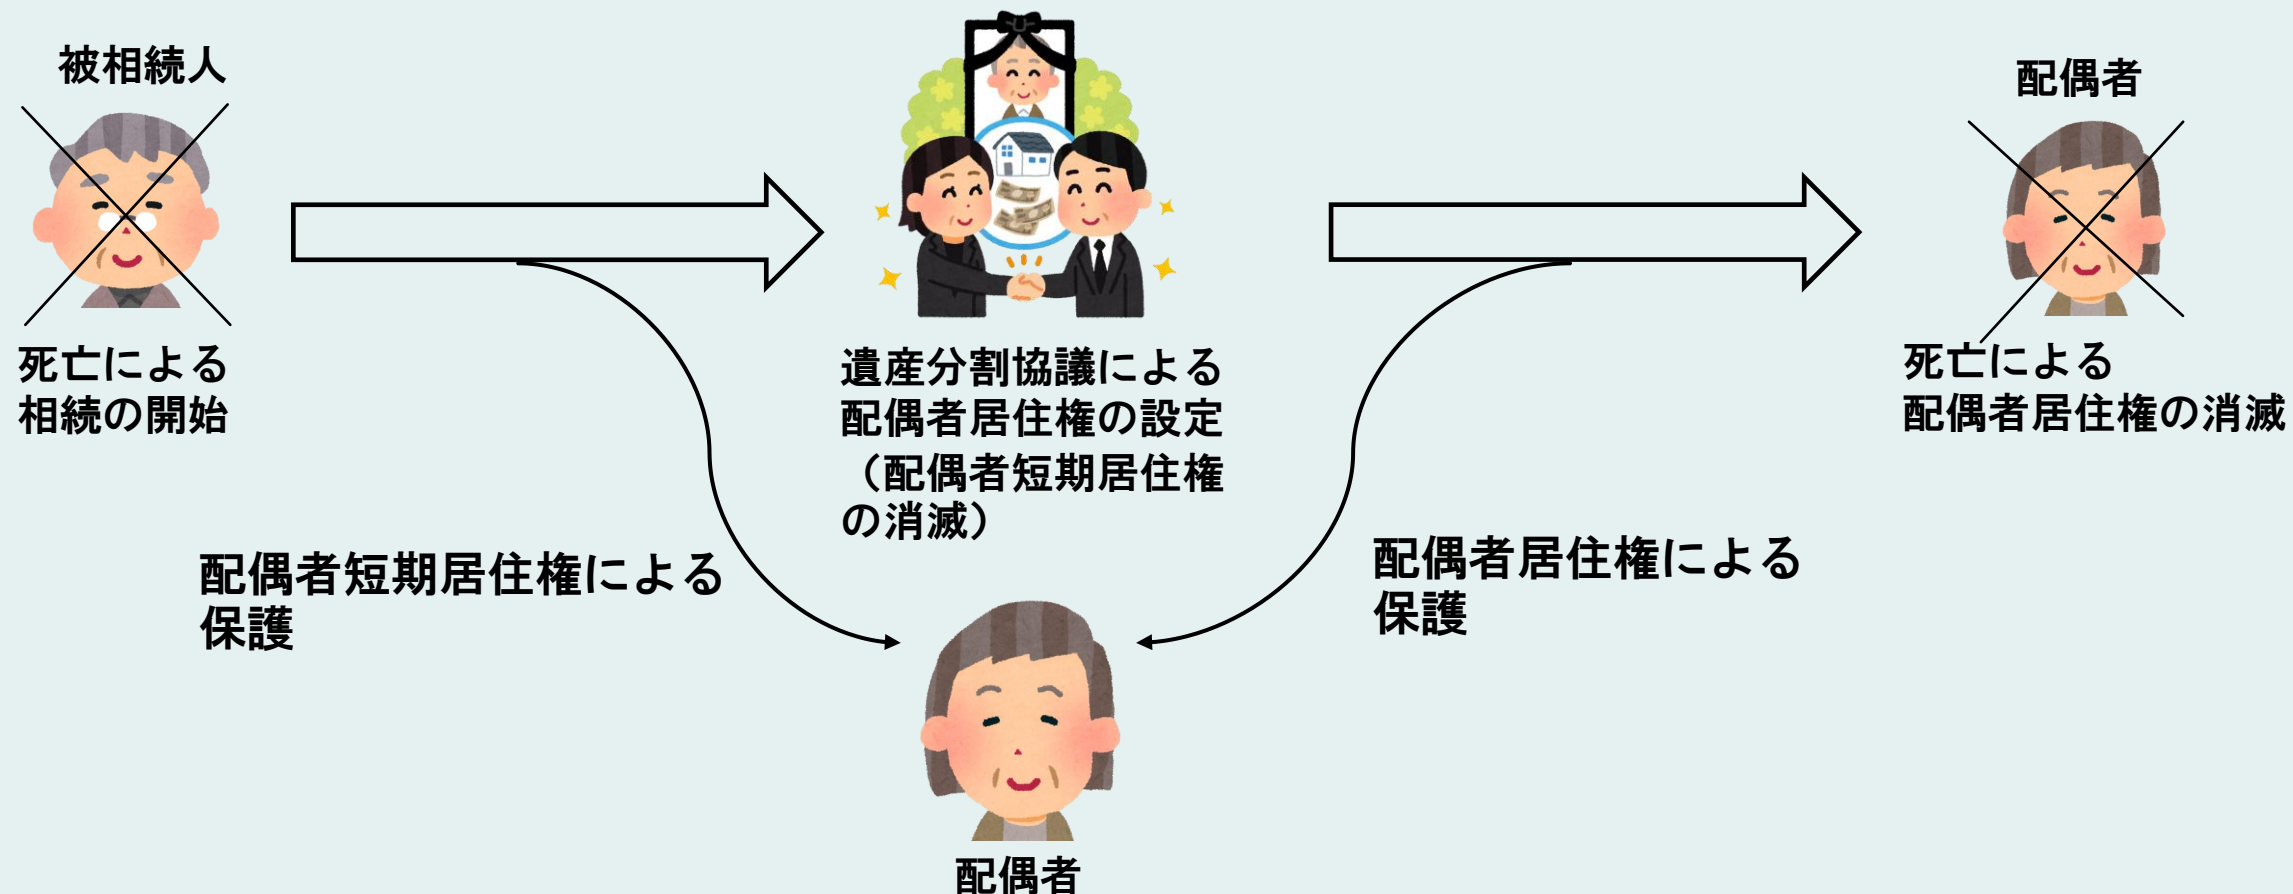 被相続人
死亡による
相続の開始
遺産分割協議による
配偶者居住権の設定
（配偶者短期居住権
の消滅）
配偶者
死亡による
配偶者居住権の消滅
配偶者短期居住権による
保護
配偶者居住権による
保護
配偶者